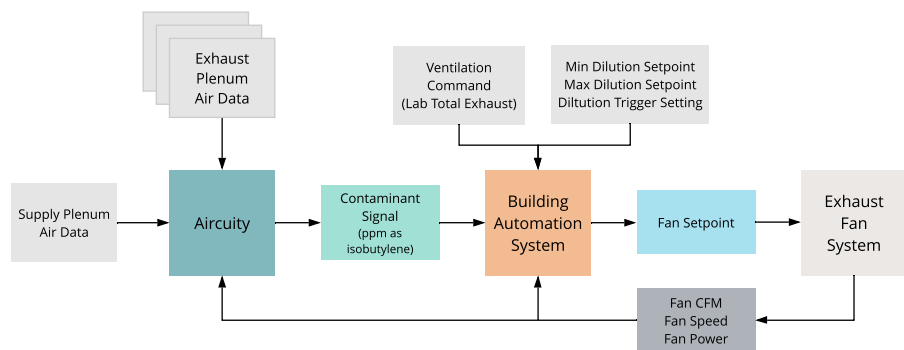 Exhaust
Plenum
Air Data
Ventilation
Command
(Lab Total Exhaust)
Min Dilution Setpoint
Max Dilution Setpoint
Diltution Trigger Setting
Supply Plenum
Air Data
Aircuity
Contaminant
Signal
(ppm as
isobutylene)
Building
Automation
System
Fan Setpoint
Exhaust
Fan
System
Fan CFM
Fan Speed
Fan Power